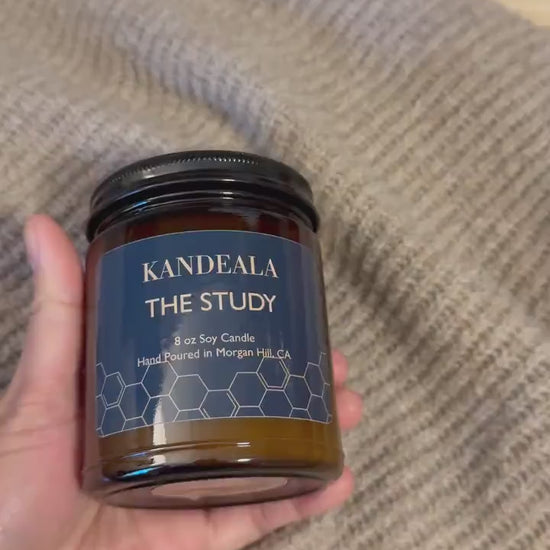 KANDEALA
THE STUDY
8 oz Soy Candle
Hand Poured in Morgan Hill, CA